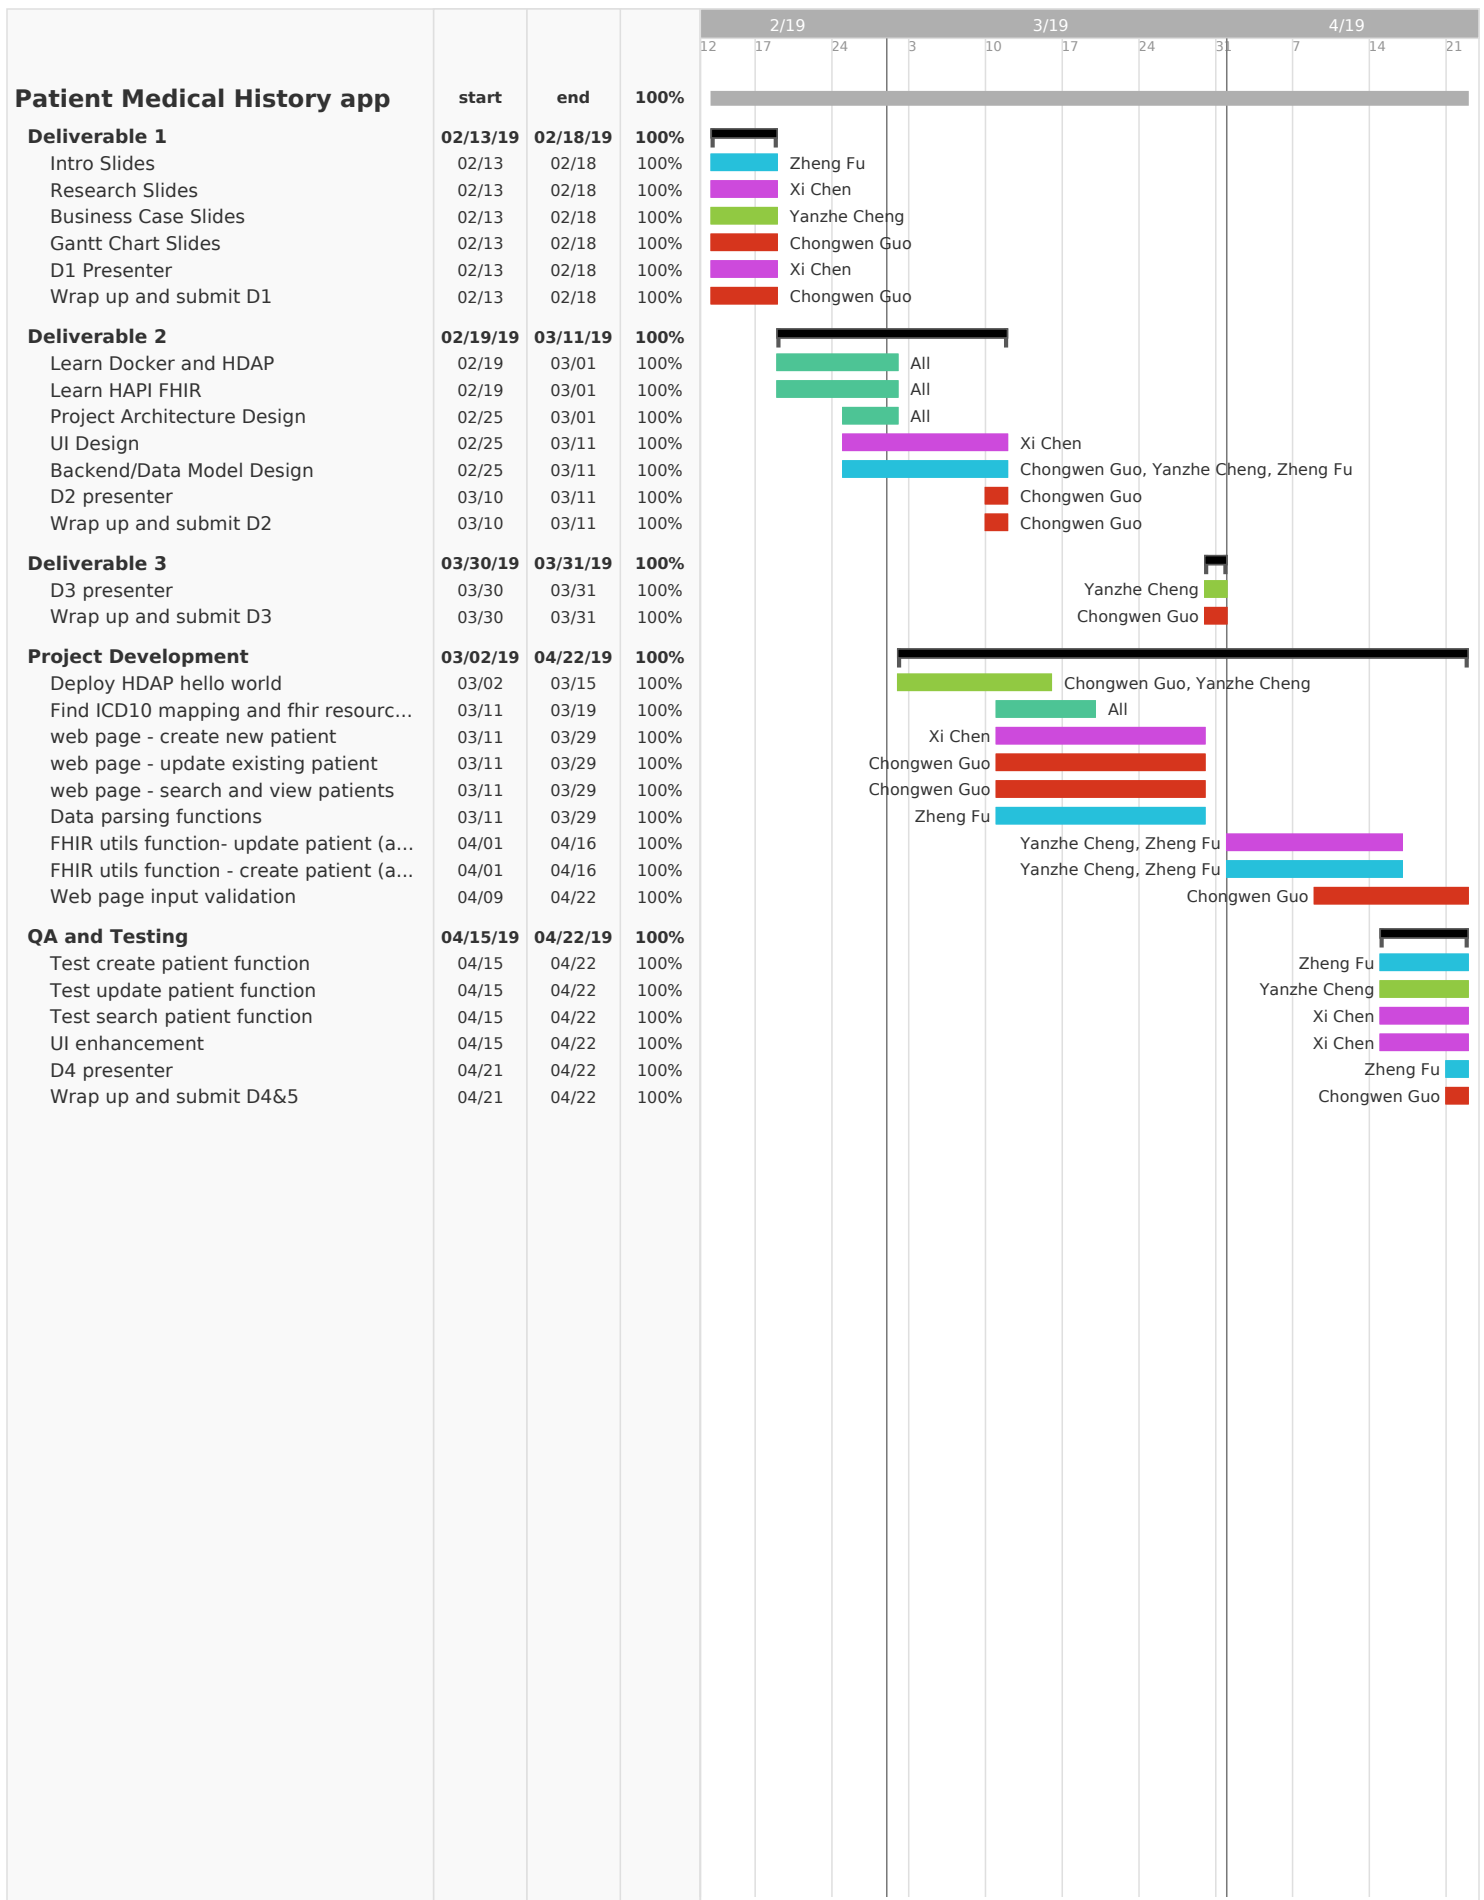 2/19 3/19 4/19
12 17 24 3 10 17 24 31 7 14 21
Patient Medical History app start end 100%
Deliverable 1 02/13/19 02/18/19 100%
Intro Slides 02/13 02/18 100% Zheng Fu
Research Slides 02/13 02/18 100% Xi Chen
Business Case Slides 02/13 02/18 100% Yanzhe Cheng
Gantt Chart Slides 02/13 02/18 100% Chongwen Guo
D1 Presenter 02/13 02/18 100% Xi Chen
Wrap up and submit D1 02/13 02/18 100% Chongwen Guo
Deliverable 2 02/19/19 03/11/19 100%
Learn Docker and HDAP 02/19 03/01 100% All
Learn HAPI FHIR 02/19 03/01 100% All
Project Architecture Design 02/25 03/01 100% All
UI Design 02/25 03/11 100% Xi Chen
Backend/Data Model Design 02/25 03/11 100% Chongwen Guo, Yanzhe Cheng, Zheng Fu
D2 presenter 03/10 03/11 100% Chongwen Guo
Wrap up and submit D2 03/10 03/11 100% Chongwen Guo
Deliverable 3 03/30/19 03/31/19 100%
D3 presenter 03/30 03/31 100% Yanzhe Cheng
Wrap up and submit D3 03/30 03/31 100% Chongwen Guo
Project Development 03/02/19 04/22/19 100%
Deploy HDAP hello world 03/02 03/15 100% Chongwen Guo, Yanzhe Cheng
Find ICD10 mapping and fhir resourc... 03/11 03/19 100% All
web page - create new patient 03/11 03/29 100% Xi Chen
web page - update existing patient 03/11 03/29 100% Chongwen Guo
web page - search and view patients 03/11 03/29 100% Chongwen Guo
Data parsing functions 03/11 03/29 100% Zheng Fu
FHIR utils function- update patient (a... 04/01 04/16 100% Yanzhe Cheng, Zheng Fu
FHIR utils function - create patient (a... 04/01 04/16 100% Yanzhe Cheng, Zheng Fu
Web page input validation 04/09 04/22 100% Chongwen Guo
QA and Testing 04/15/19 04/22/19 100%
Test create patient function 04/15 04/22 100% Zheng Fu
Test update patient function 04/15 04/22 100% Yanzhe Cheng
Test search patient function 04/15 04/22 100% Xi Chen
UI enhancement 04/15 04/22 100% Xi Chen
D4 presenter 04/21 04/22 100% Zheng Fu
Wrap up and submit D4&5 04/21 04/22 100% Chongwen Guo